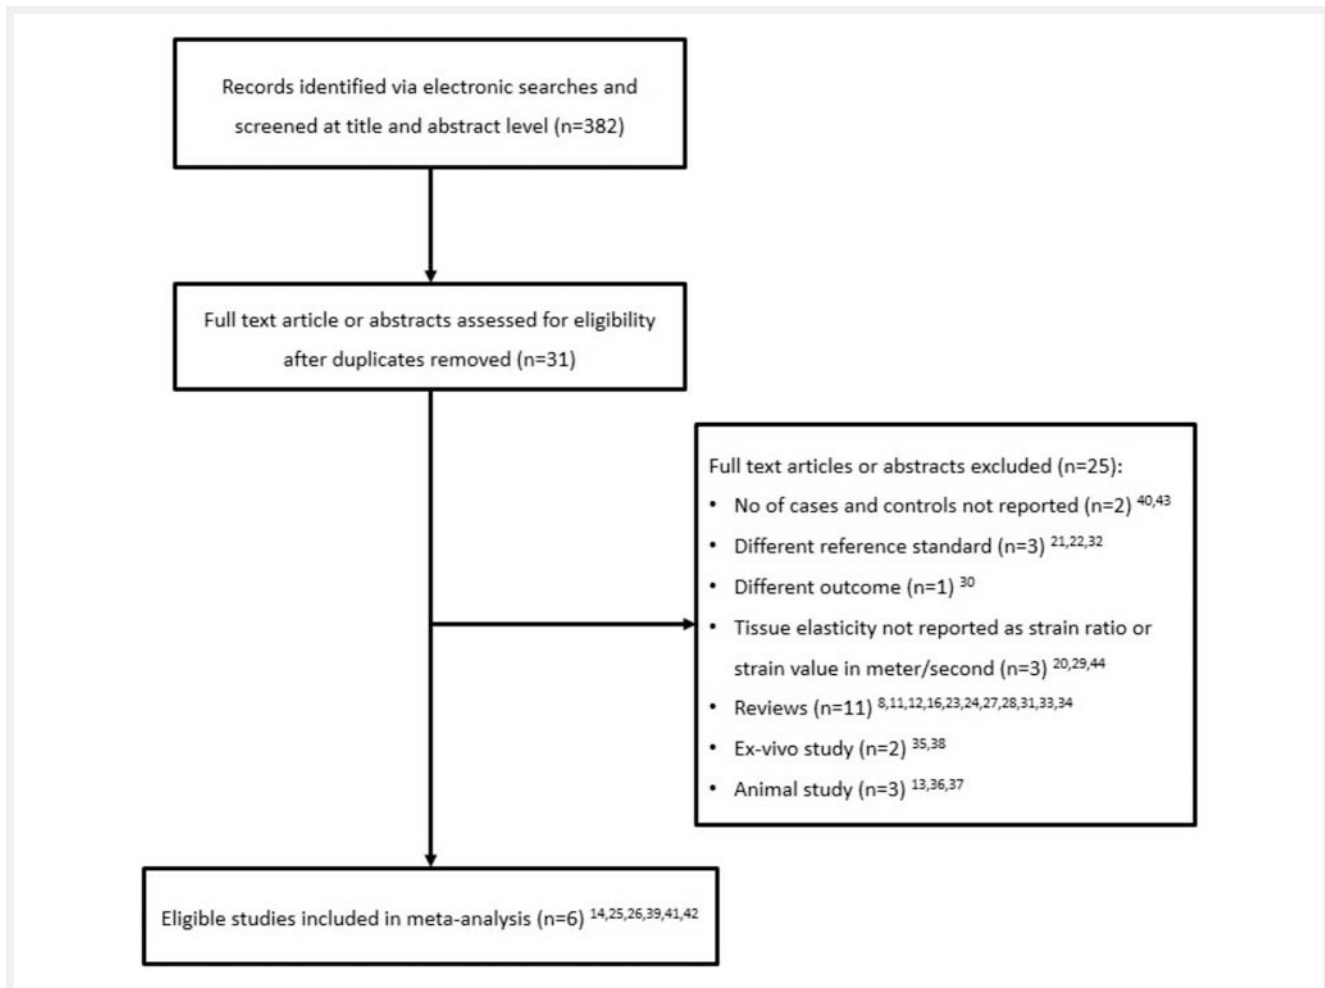 Records identified via electronic searches and
screened at title and abstract level (n=382)
Full text article or abstracts assessed for eligibility
after duplicates removed (n=31)
Full text articles or abstracts excluded (n=25):
• No of cases and controls not reported (n=2) 40,43
• Different reference standard (n=3) 21,22,32
• Different outcome (n=1) 30
• Tissue elasticity not reported as strain ratio or
strain value in meter/second (n=3) 20,29,44
• Reviews (n=11) 8,11,12,16,23,24,27,28,31,33,34
• Ex-vivo study (n=2) 35,38
• Animal study (n=3) 13,36,37
Eligible studies included in meta-analysis (n=6) 14,25,26,39,41,42